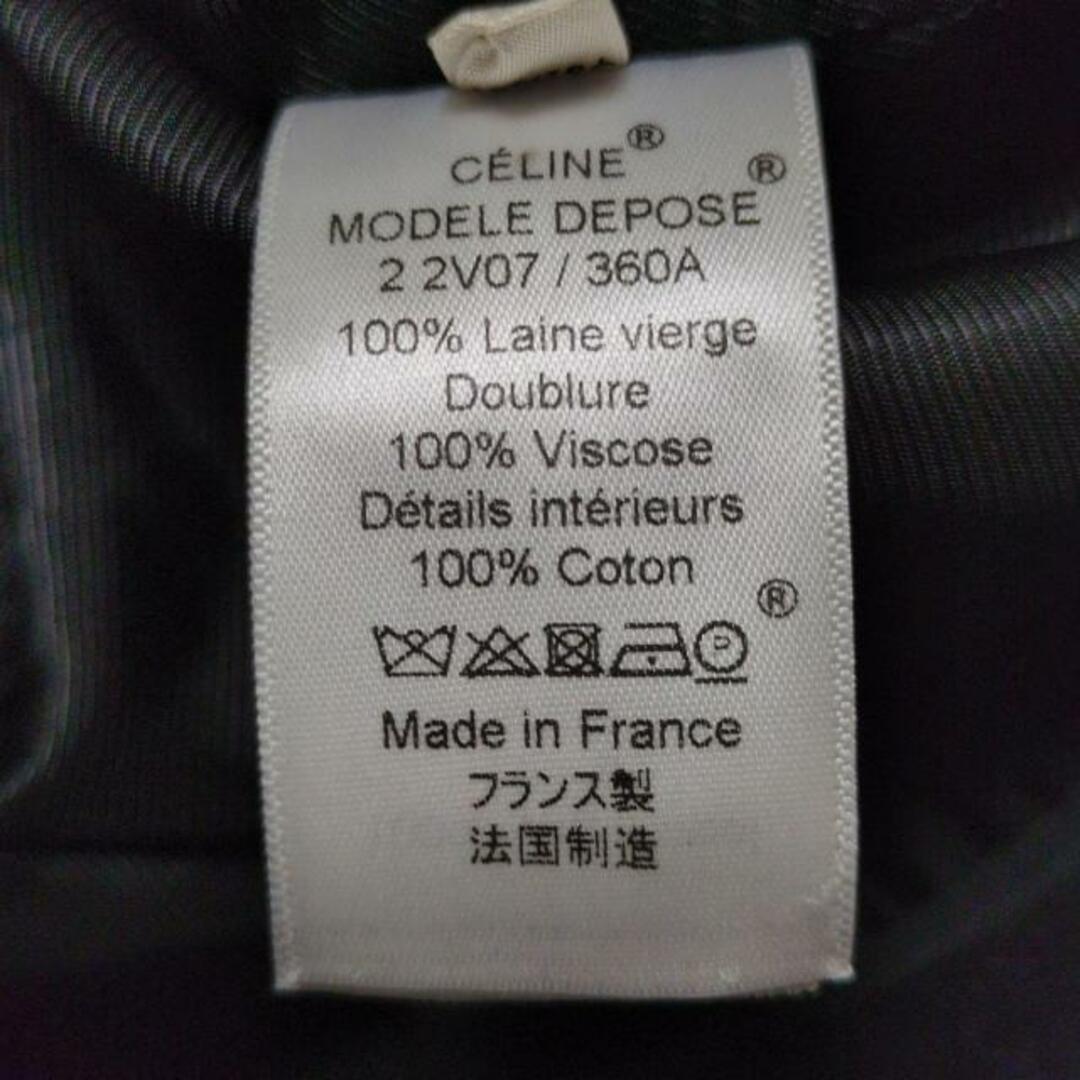 CÉLINE®
MODELE DEPOSE®
2 2V07 / 360A
100% Laine vierge
Doublure
100% Viscose
Détails intérieurs
100% Coton
®
P
Made in France
フランス製
法国制造